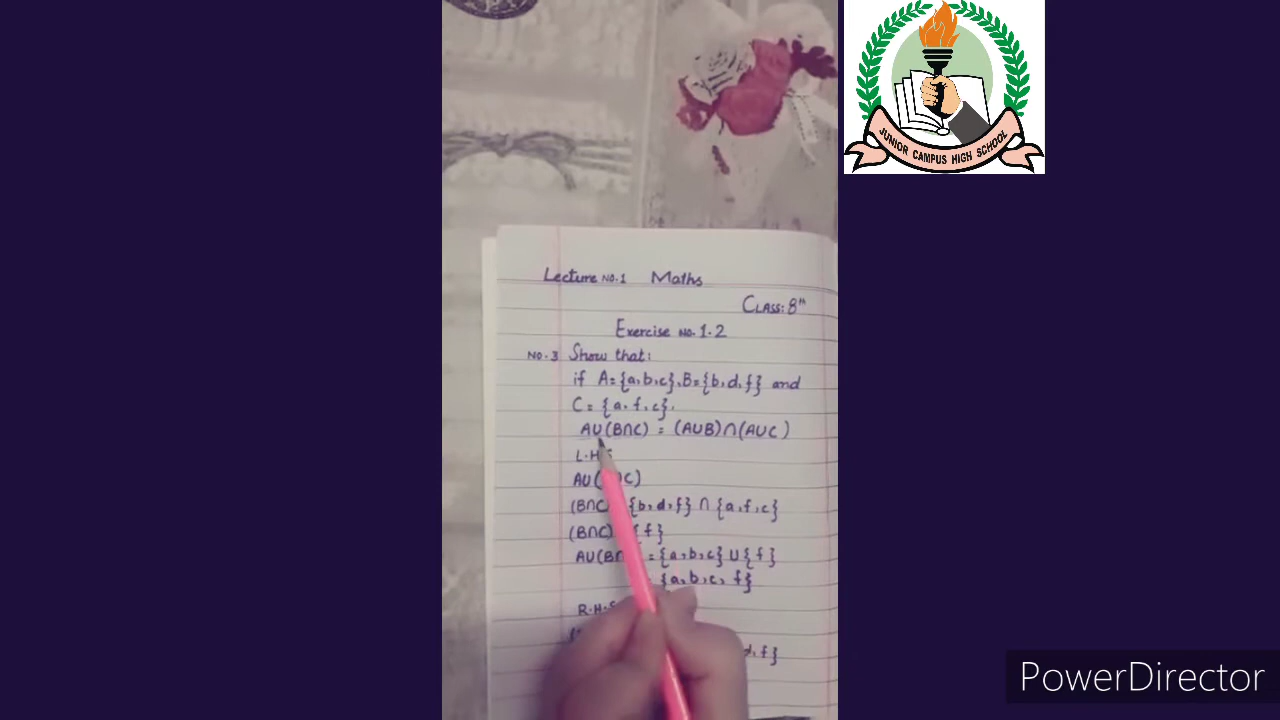 JUNIOR CAMPUS HIGH SCHOOL
Lecture NO.1 Maths
CLASS: 8th
Exercise NO. 1.2
NO.3 Show that:
if A={a,b,c}, B={b,d,f} and
C= {a, f, c},
AU(B∩C) = (AUB)∩(AUC)
L.H.S
AU( C)
(B∩C) {b,d,f} ∩ {a,f,c}
(B∩C) { f }
AU(B∩ = {a,b,c} U { f }
= {a,b,c, f}
R.H.S
d, f}
PowerDirector